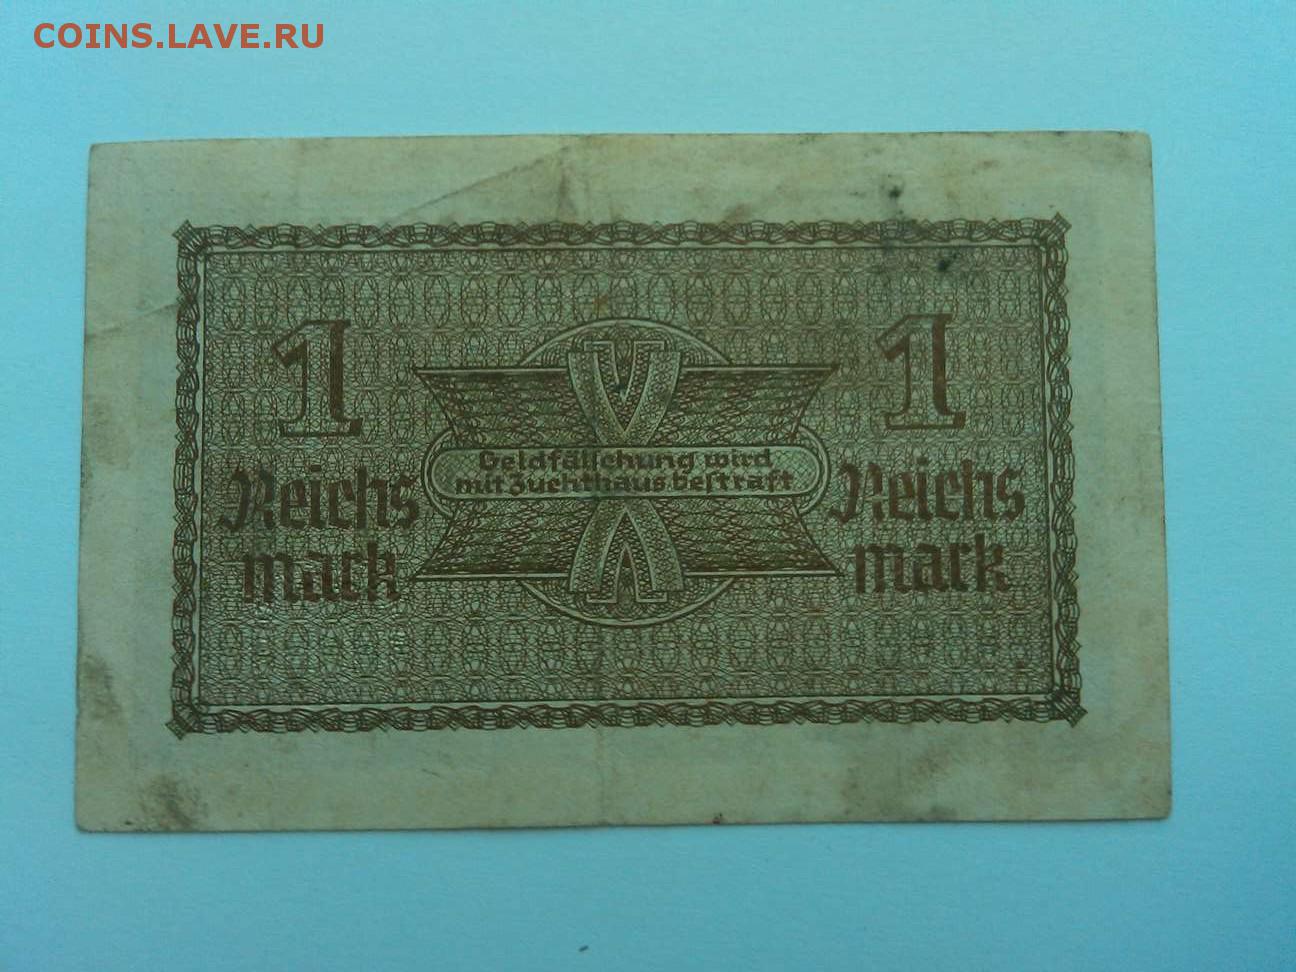 COINS.LAVE.RU
1
1
Geldfälſchung wird
mit Zuchthaus beſtraft
Reichs
mark
Reichs
mark